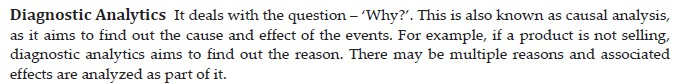 Diagnostic Analytics It deals with the question – ‘Why?’. This is also known as causal analysis,
as it aims to find out the cause and effect of the events. For example, if a product is not selling,
diagnostic analytics aims to find out the reason. There may be multiple reasons and associated
effects are analyzed as part of it.